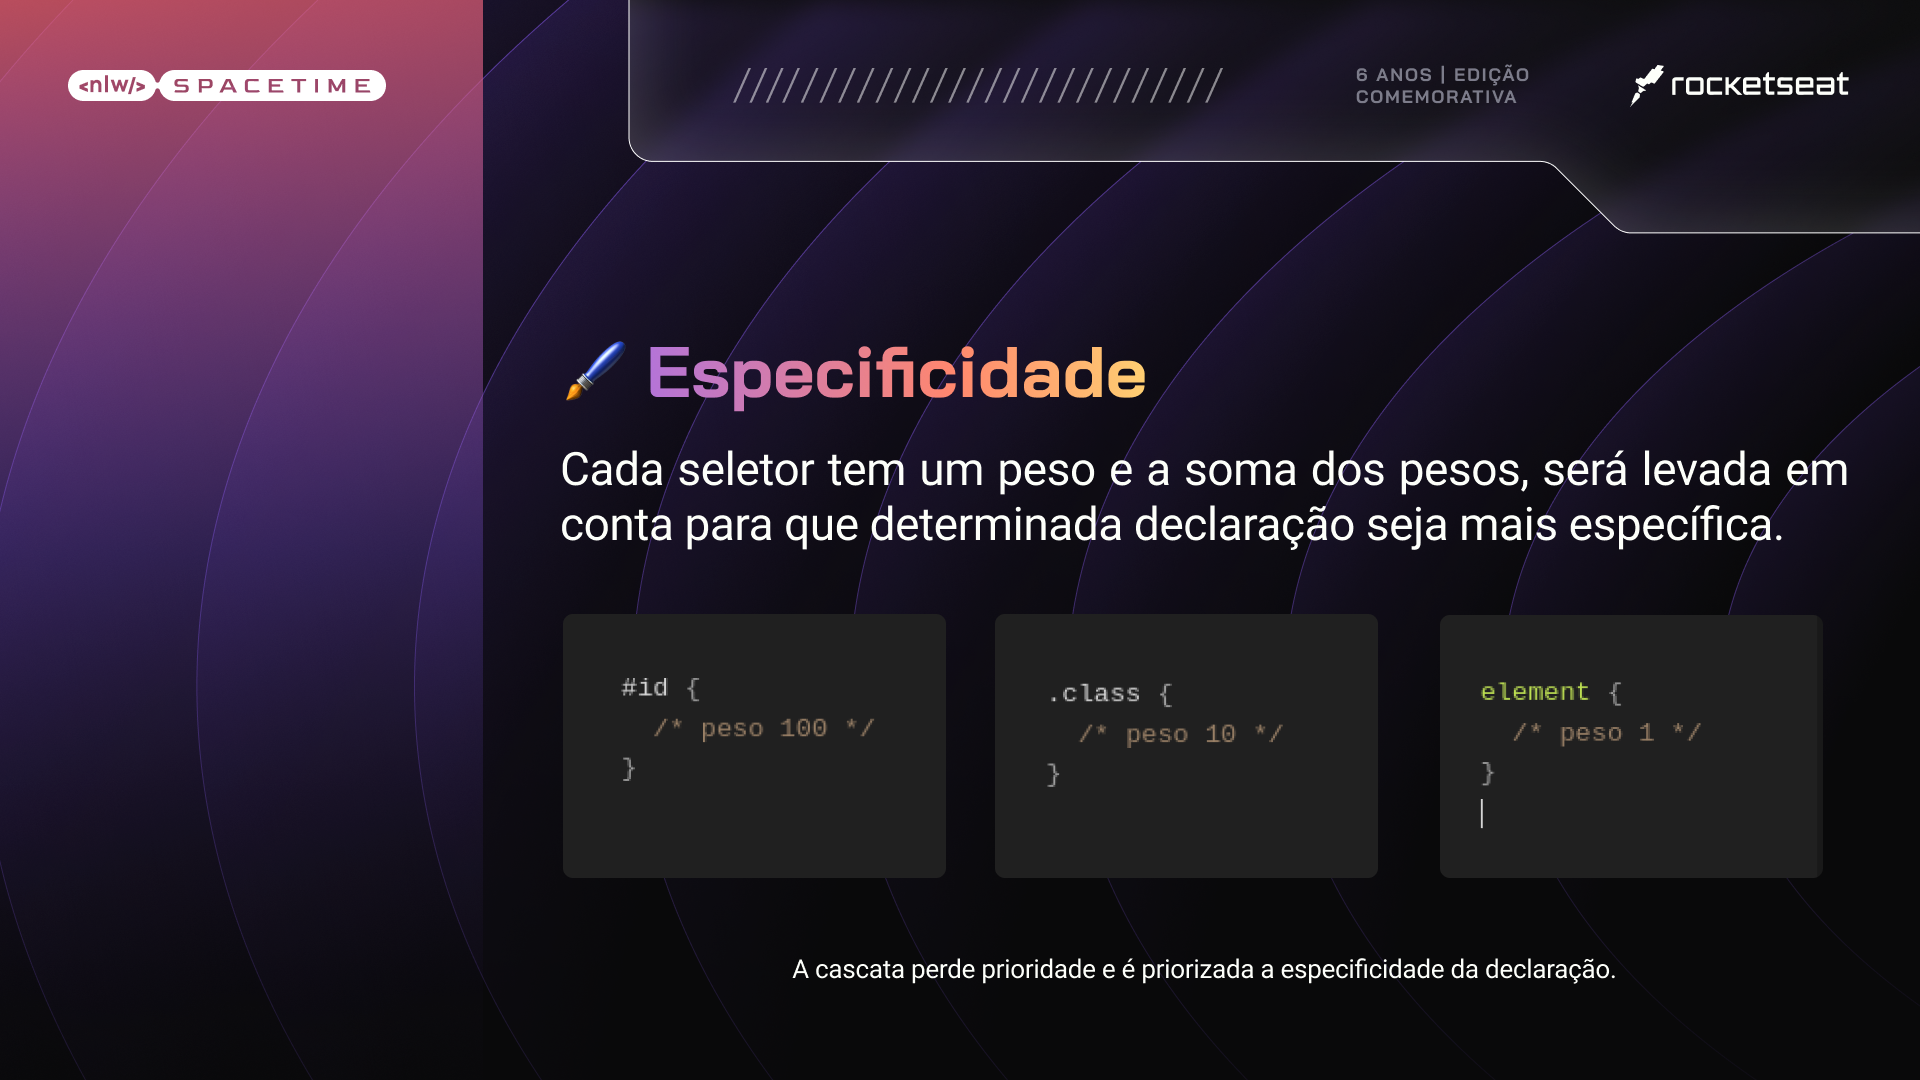 <nlw/> SPACETIME
6 ANOS | EDIÇÃO
COMEMORATIVA
rocketseat
Especificidade
Cada seletor tem um peso e a soma dos pesos, será levada em
conta para que determinada declaração seja mais específica.
#id {
/* peso 100 */
}
.class {
/* peso 10 */
}
element {
/* peso 1 */
}
A cascata perde prioridade e é priorizada a especificidade da declaração.